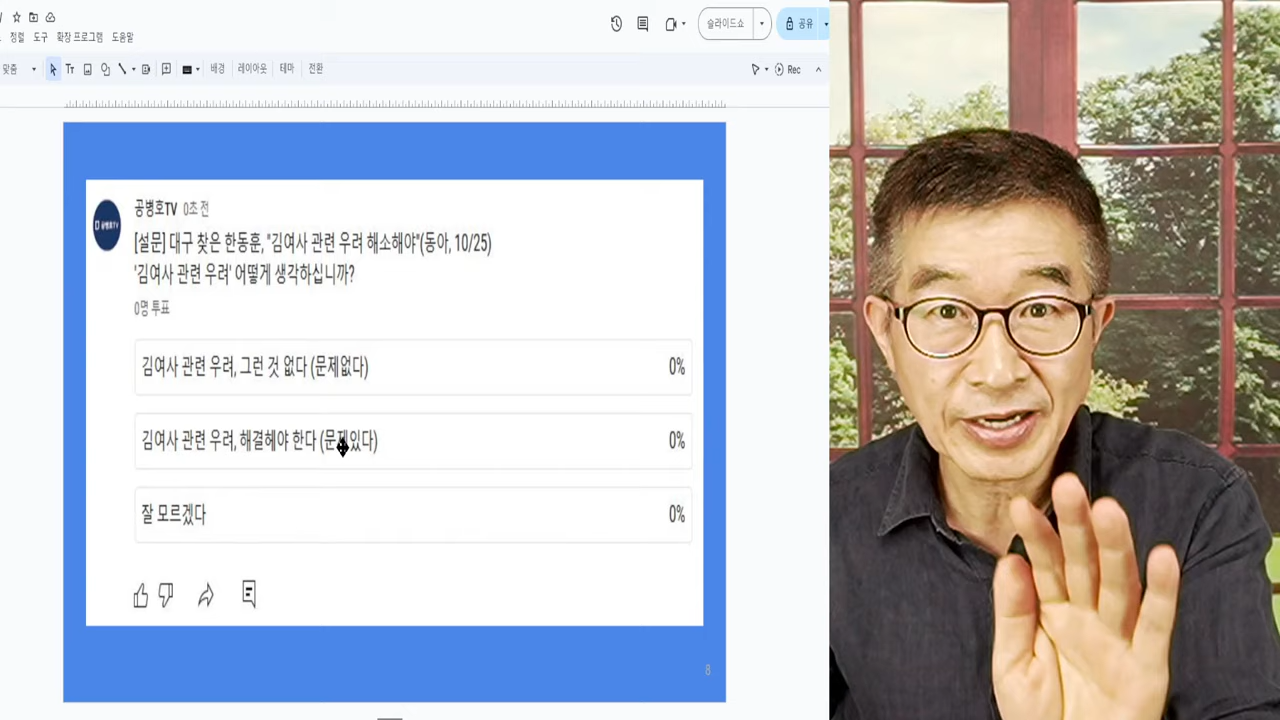 정렬 도구 확장 프로그램 도움말
슬라이드쇼
공유
맞춤
배경 레이아웃 테마 전환
Rec
공병호TV 0초 전
[설문] 대구 찾은 한동훈, "김여사 관련 우려 해소해야"(동아, 10/25)
'김여사 관련 우려' 어떻게 생각하십니까?
0명 투표
김여사 관련 우려, 그런 것 없다 (문제없다) 0%
김여사 관련 우려, 해결헤야 한다 (문제있다) 0%
잘 모르겠다 0%
8